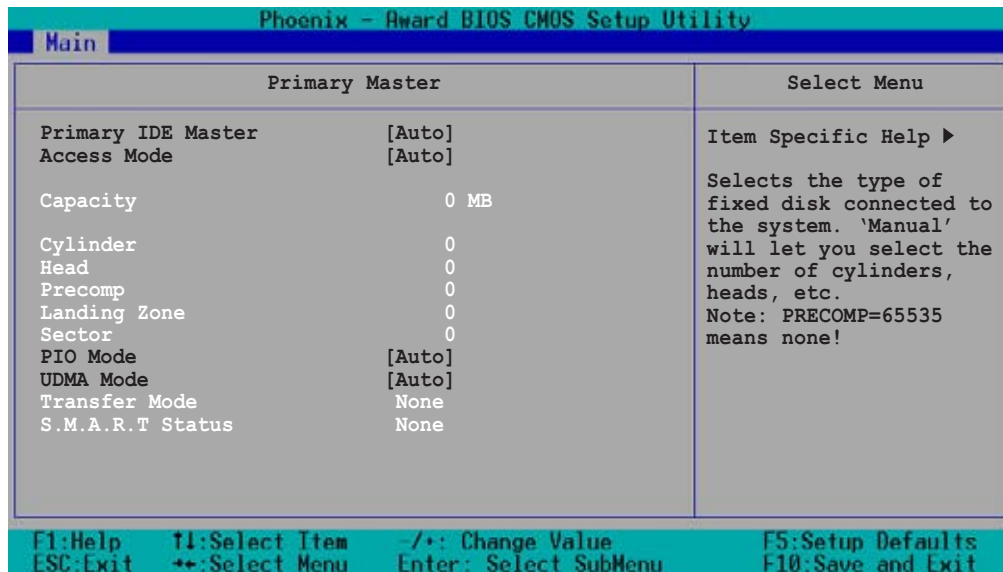 Phoenix - Award BIOS CMOS Setup Utility
Main
Primary Master
Select Menu
Primary IDE Master [Auto]
Access Mode [Auto]
Capacity 0 MB
Cylinder 0
Head 0
Precomp 0
Landing Zone 0
Sector 0
PIO Mode [Auto]
UDMA Mode [Auto]
Transfer Mode None
S.M.A.R.T Status None
Item Specific Help ▶
Selects the type of
fixed disk connected to
the system. ‘Manual’
will let you select the
number of cylinders,
heads, etc.
Note: PRECOMP=65535
means none!
F1:Help ↑↓:Select Item -/+: Change Value F5:Setup Defaults
ESC:Exit ←→:Select Menu Enter: Select SubMenu F10:Save and Exit